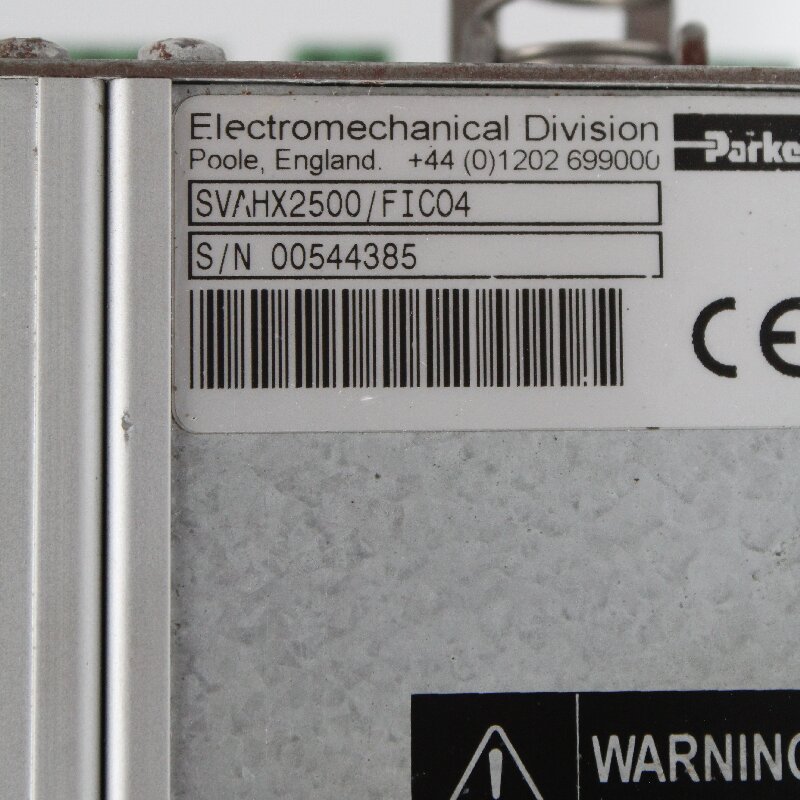 Electromechanical Division
Parke
Poole, England. +44 (0)1202 699000
SVAHX2500/FIC04
S/N 00544385
CE
WARNING